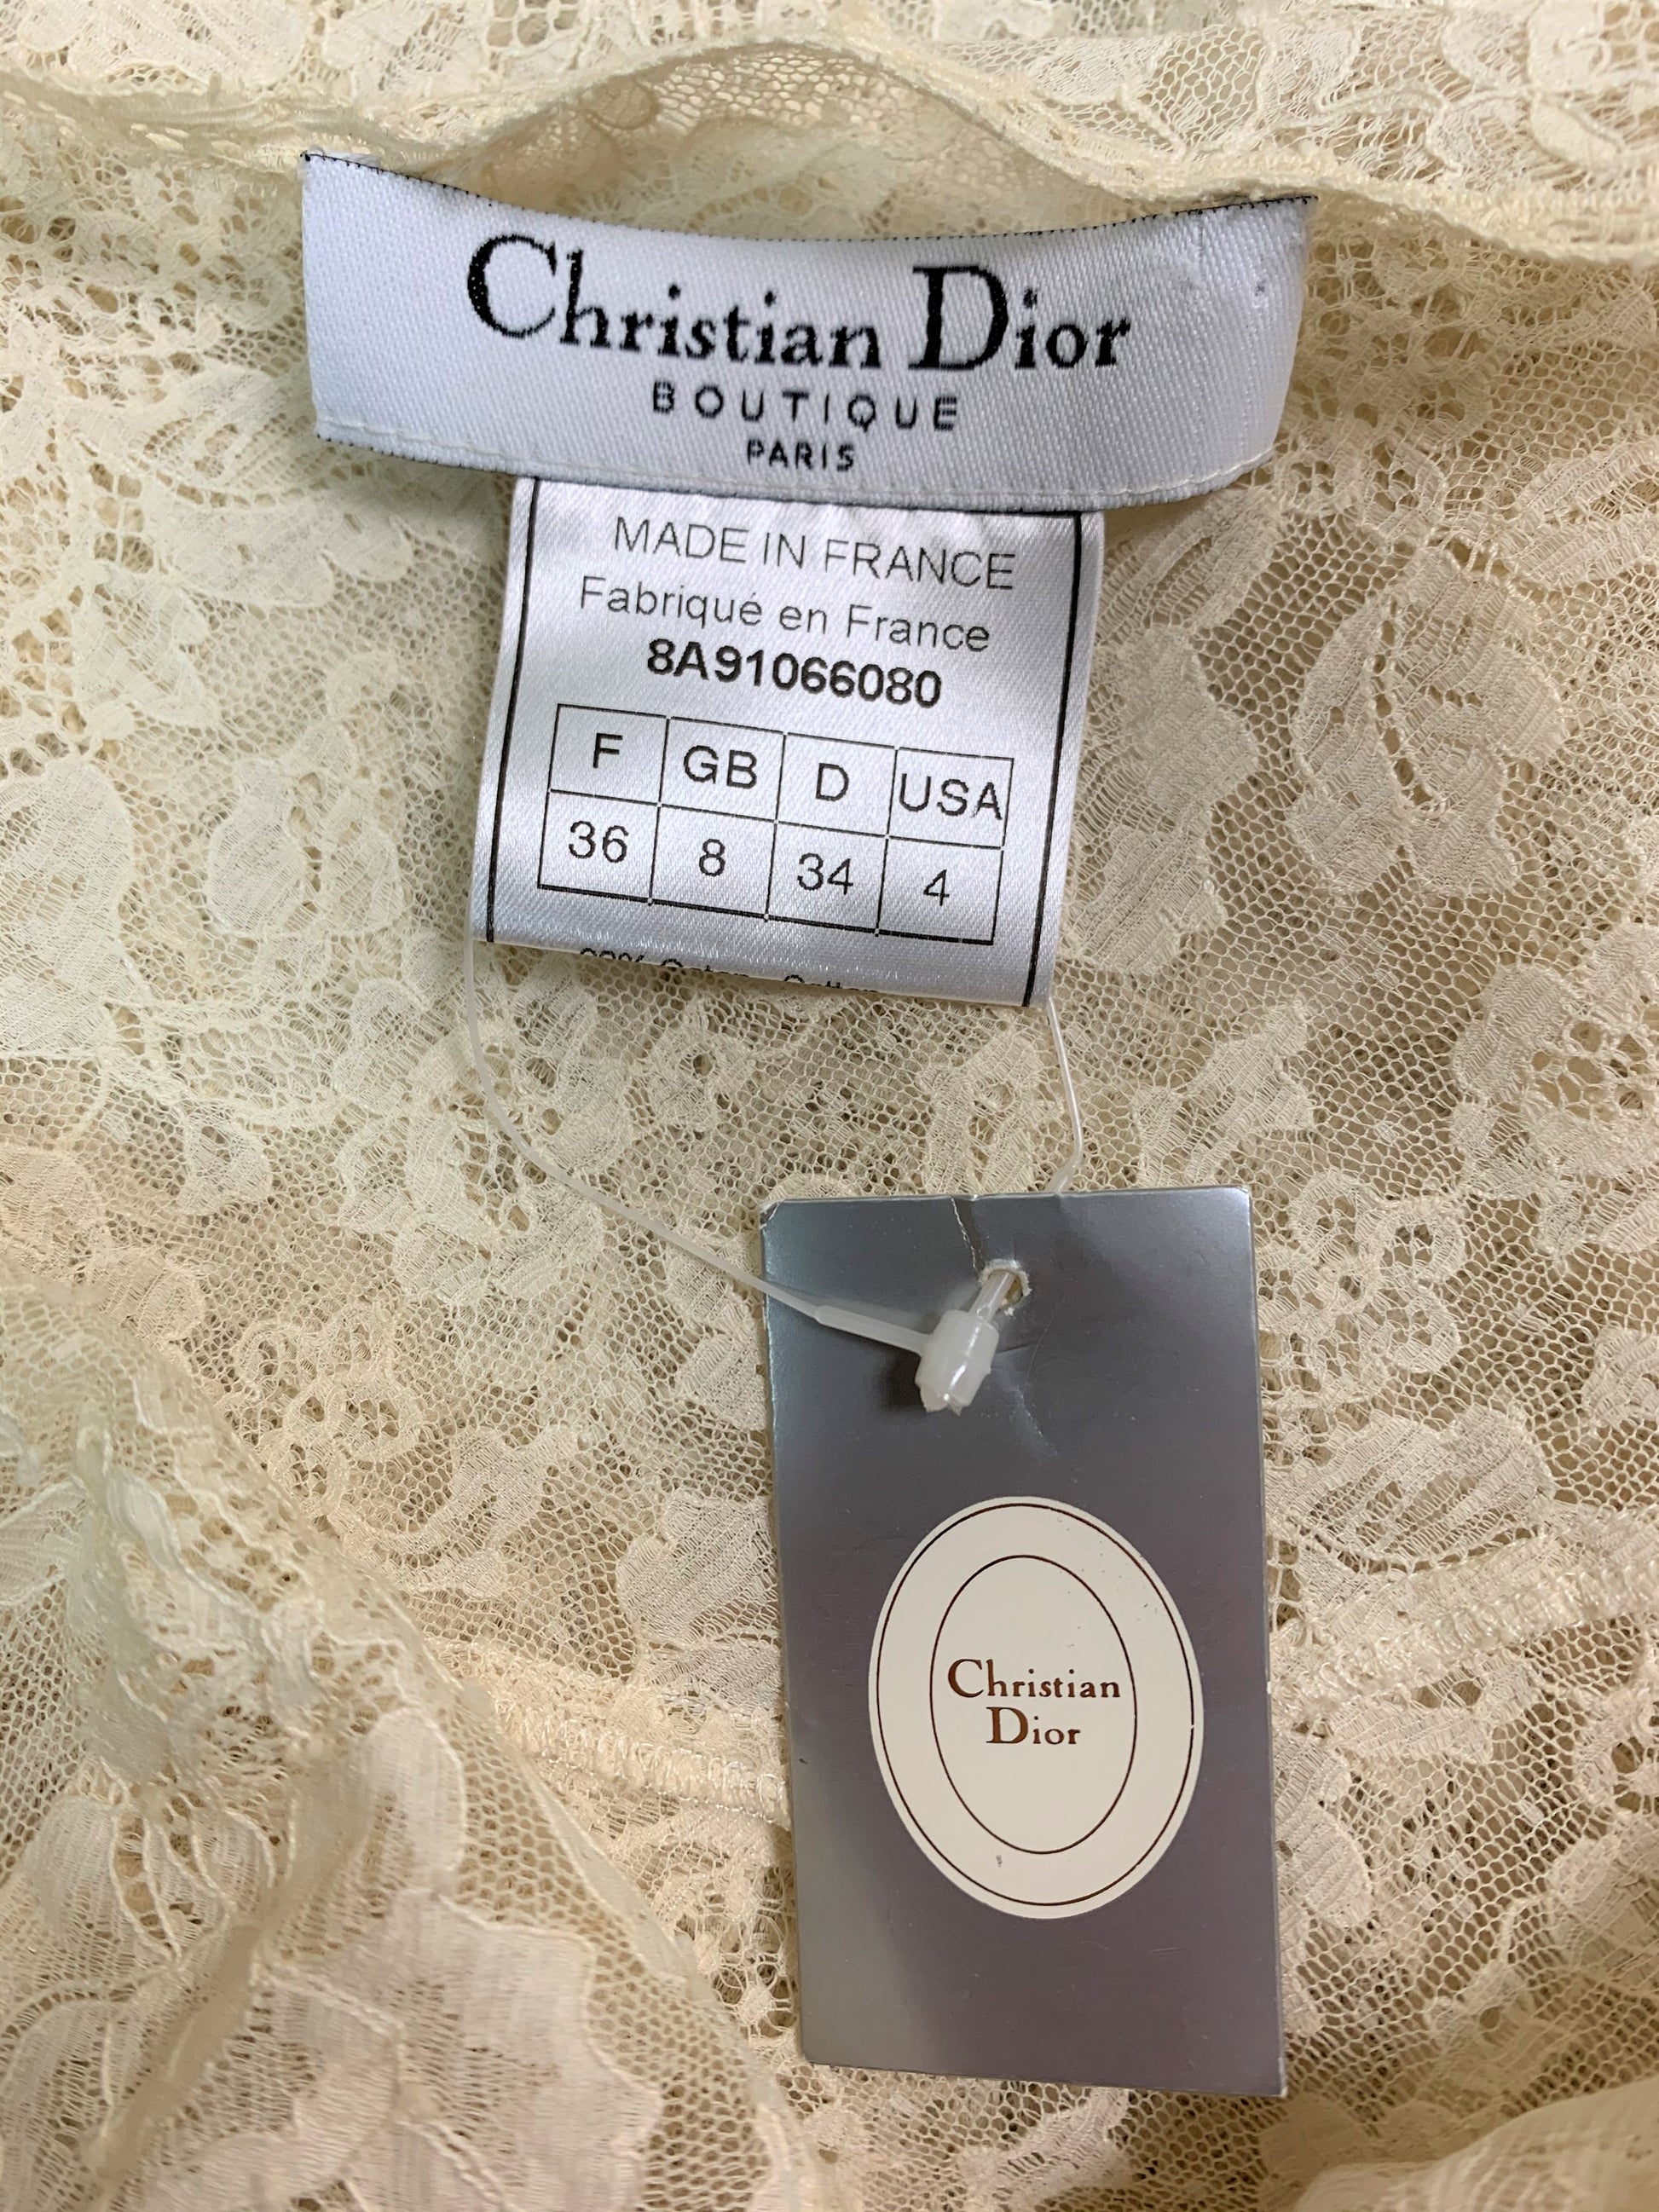 Christian Dior
BOUTIQUE
PARIS
MADE IN FRANCE
Fabriqué en France
8A91066080
F GB D USA
36 8 34 4
Christian
Dior